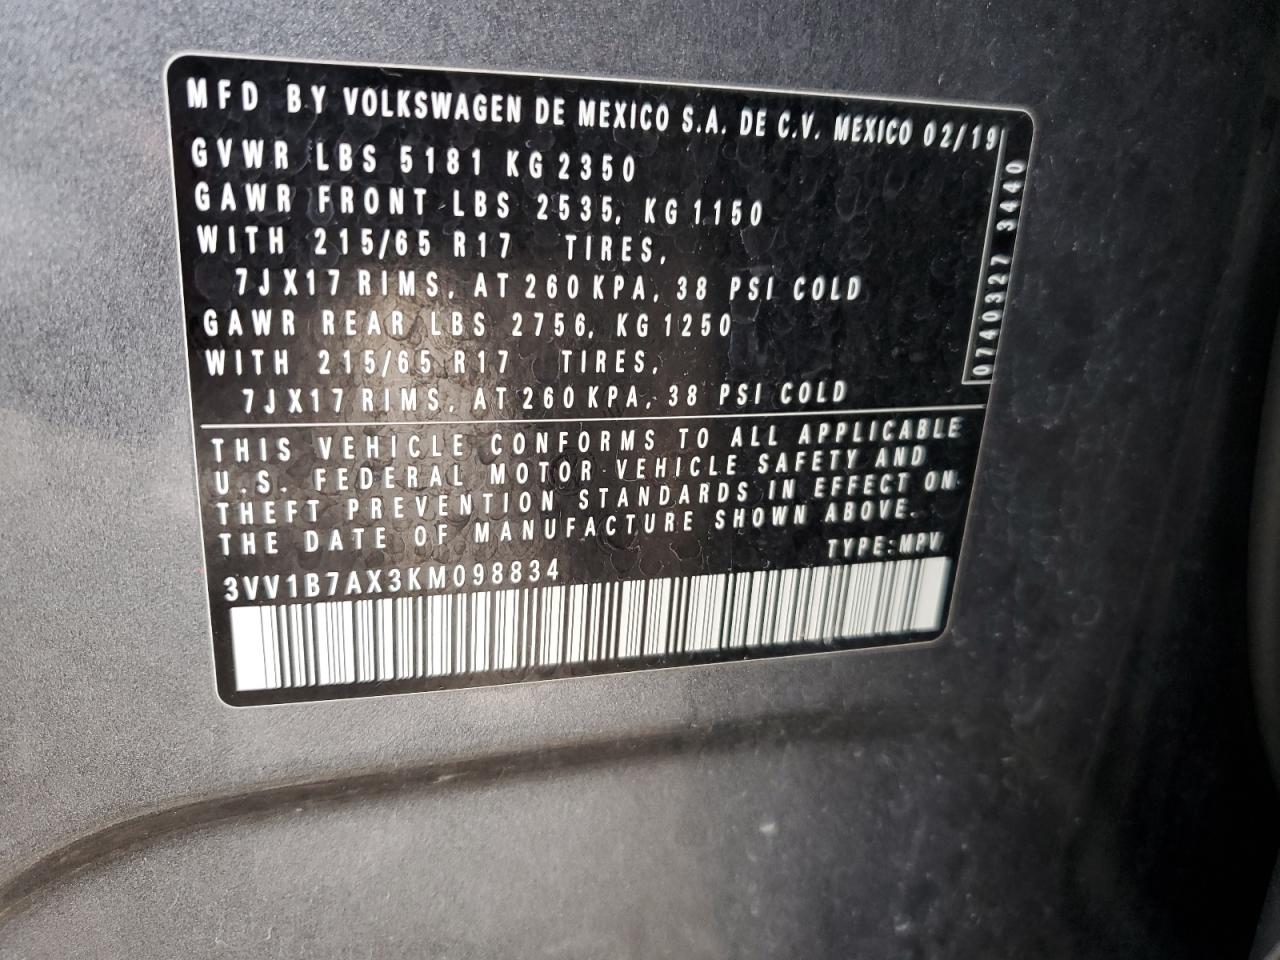 MFD BY VOLKSWAGEN DE MEXICO S.A. DE C.V. MEXICO 02/19
GVWR LBS 5181 KG 2350
GAWR FRONT LBS 2535, KG 1150
WITH 215/65 R17 TIRES,
7JX17 RIMS, AT 260 KPA, 38 PSI COLD
GAWR REAR LBS 2756, KG 1250
WITH 215/65 R17 TIRES,
7JX17 RIMS, AT 260 KPA, 38 PSI COLD
0740327 3440
THIS VEHICLE CONFORMS TO ALL APPLICABLE
U.S. FEDERAL MOTOR VEHICLE SAFETY AND
THEFT PREVENTION STANDARDS IN EFFECT ON
THE DATE OF MANUFACTURE SHOWN ABOVE.
TYPE: MPV
3VV1B7AX3KM098834